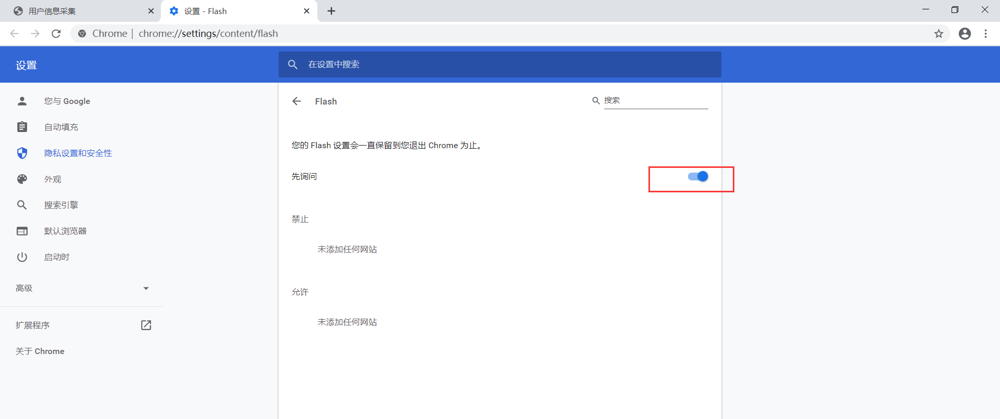 用户信息采集
设置 - Flash
Chrome | chrome://settings/content/flash
设置
在设置中搜索
您与 Google
自动填充
隐私设置和安全性
外观
搜索引擎
默认浏览器
启动时
高级
扩展程序
关于 Chrome
Flash
搜索
您的 Flash 设置会一直保留到您退出 Chrome 为止。
先询问
禁止
未添加任何网站
允许
未添加任何网站